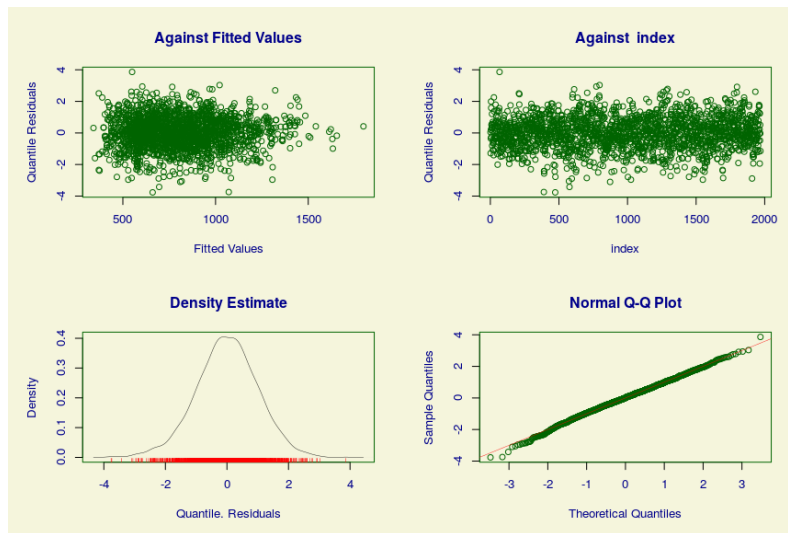 Against Fitted Values
Quantile Residuals
4
2
0
-2
-4
500 1000 1500
Fitted Values
Against index
Quantile Residuals
4
2
0
-2
-4
0 500 1000 1500 2000
index
Density Estimate
Density
0.4
0.3
0.2
0.1
0.0
-4 -2 0 2 4
Quantile. Residuals
Normal Q-Q Plot
Sample Quantiles
4
2
0
-2
-4
-3 -2 -1 0 1 2 3
Theoretical Quantiles